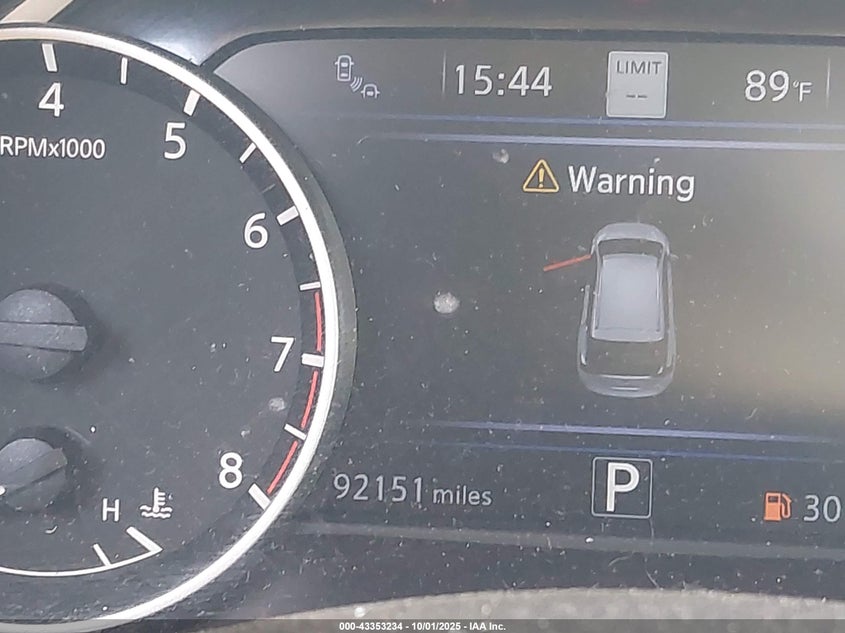 4
5
RPMx1000
6
7
8
H
15:44
LIMIT
--
89°F
Warning
92151 miles
P
30
000-43353234 - 10/01/2025 - IAA Inc.